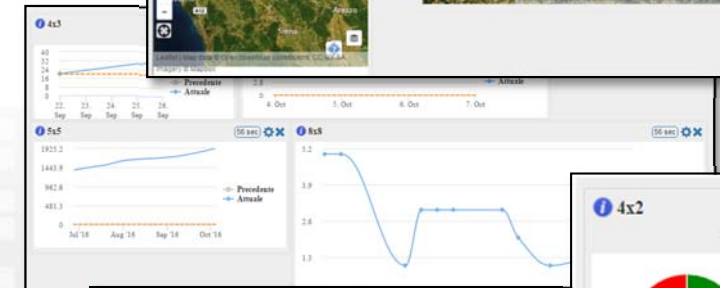 4x3
Arezzo
Siena
Leaflet | Map data © OpenStreetMap contributors, CC-BY-SA,
Imagery © Mapbox
40
32
24
16
8
0
22. Sep
23. Sep
24. Sep
25. Sep
26. Sep
Precedente
Attuale
2.8
0
4. Oct
5. Oct
6. Oct
7. Oct
Attuale
5x5
56 sec
1925.2
1443.9
962.6
481.3
0
Jul '16
Aug '16
Sep '16
Oct '16
Precedente
Attuale
8x8
56 sec
5.2
3.9
2.6
1.3
4x2